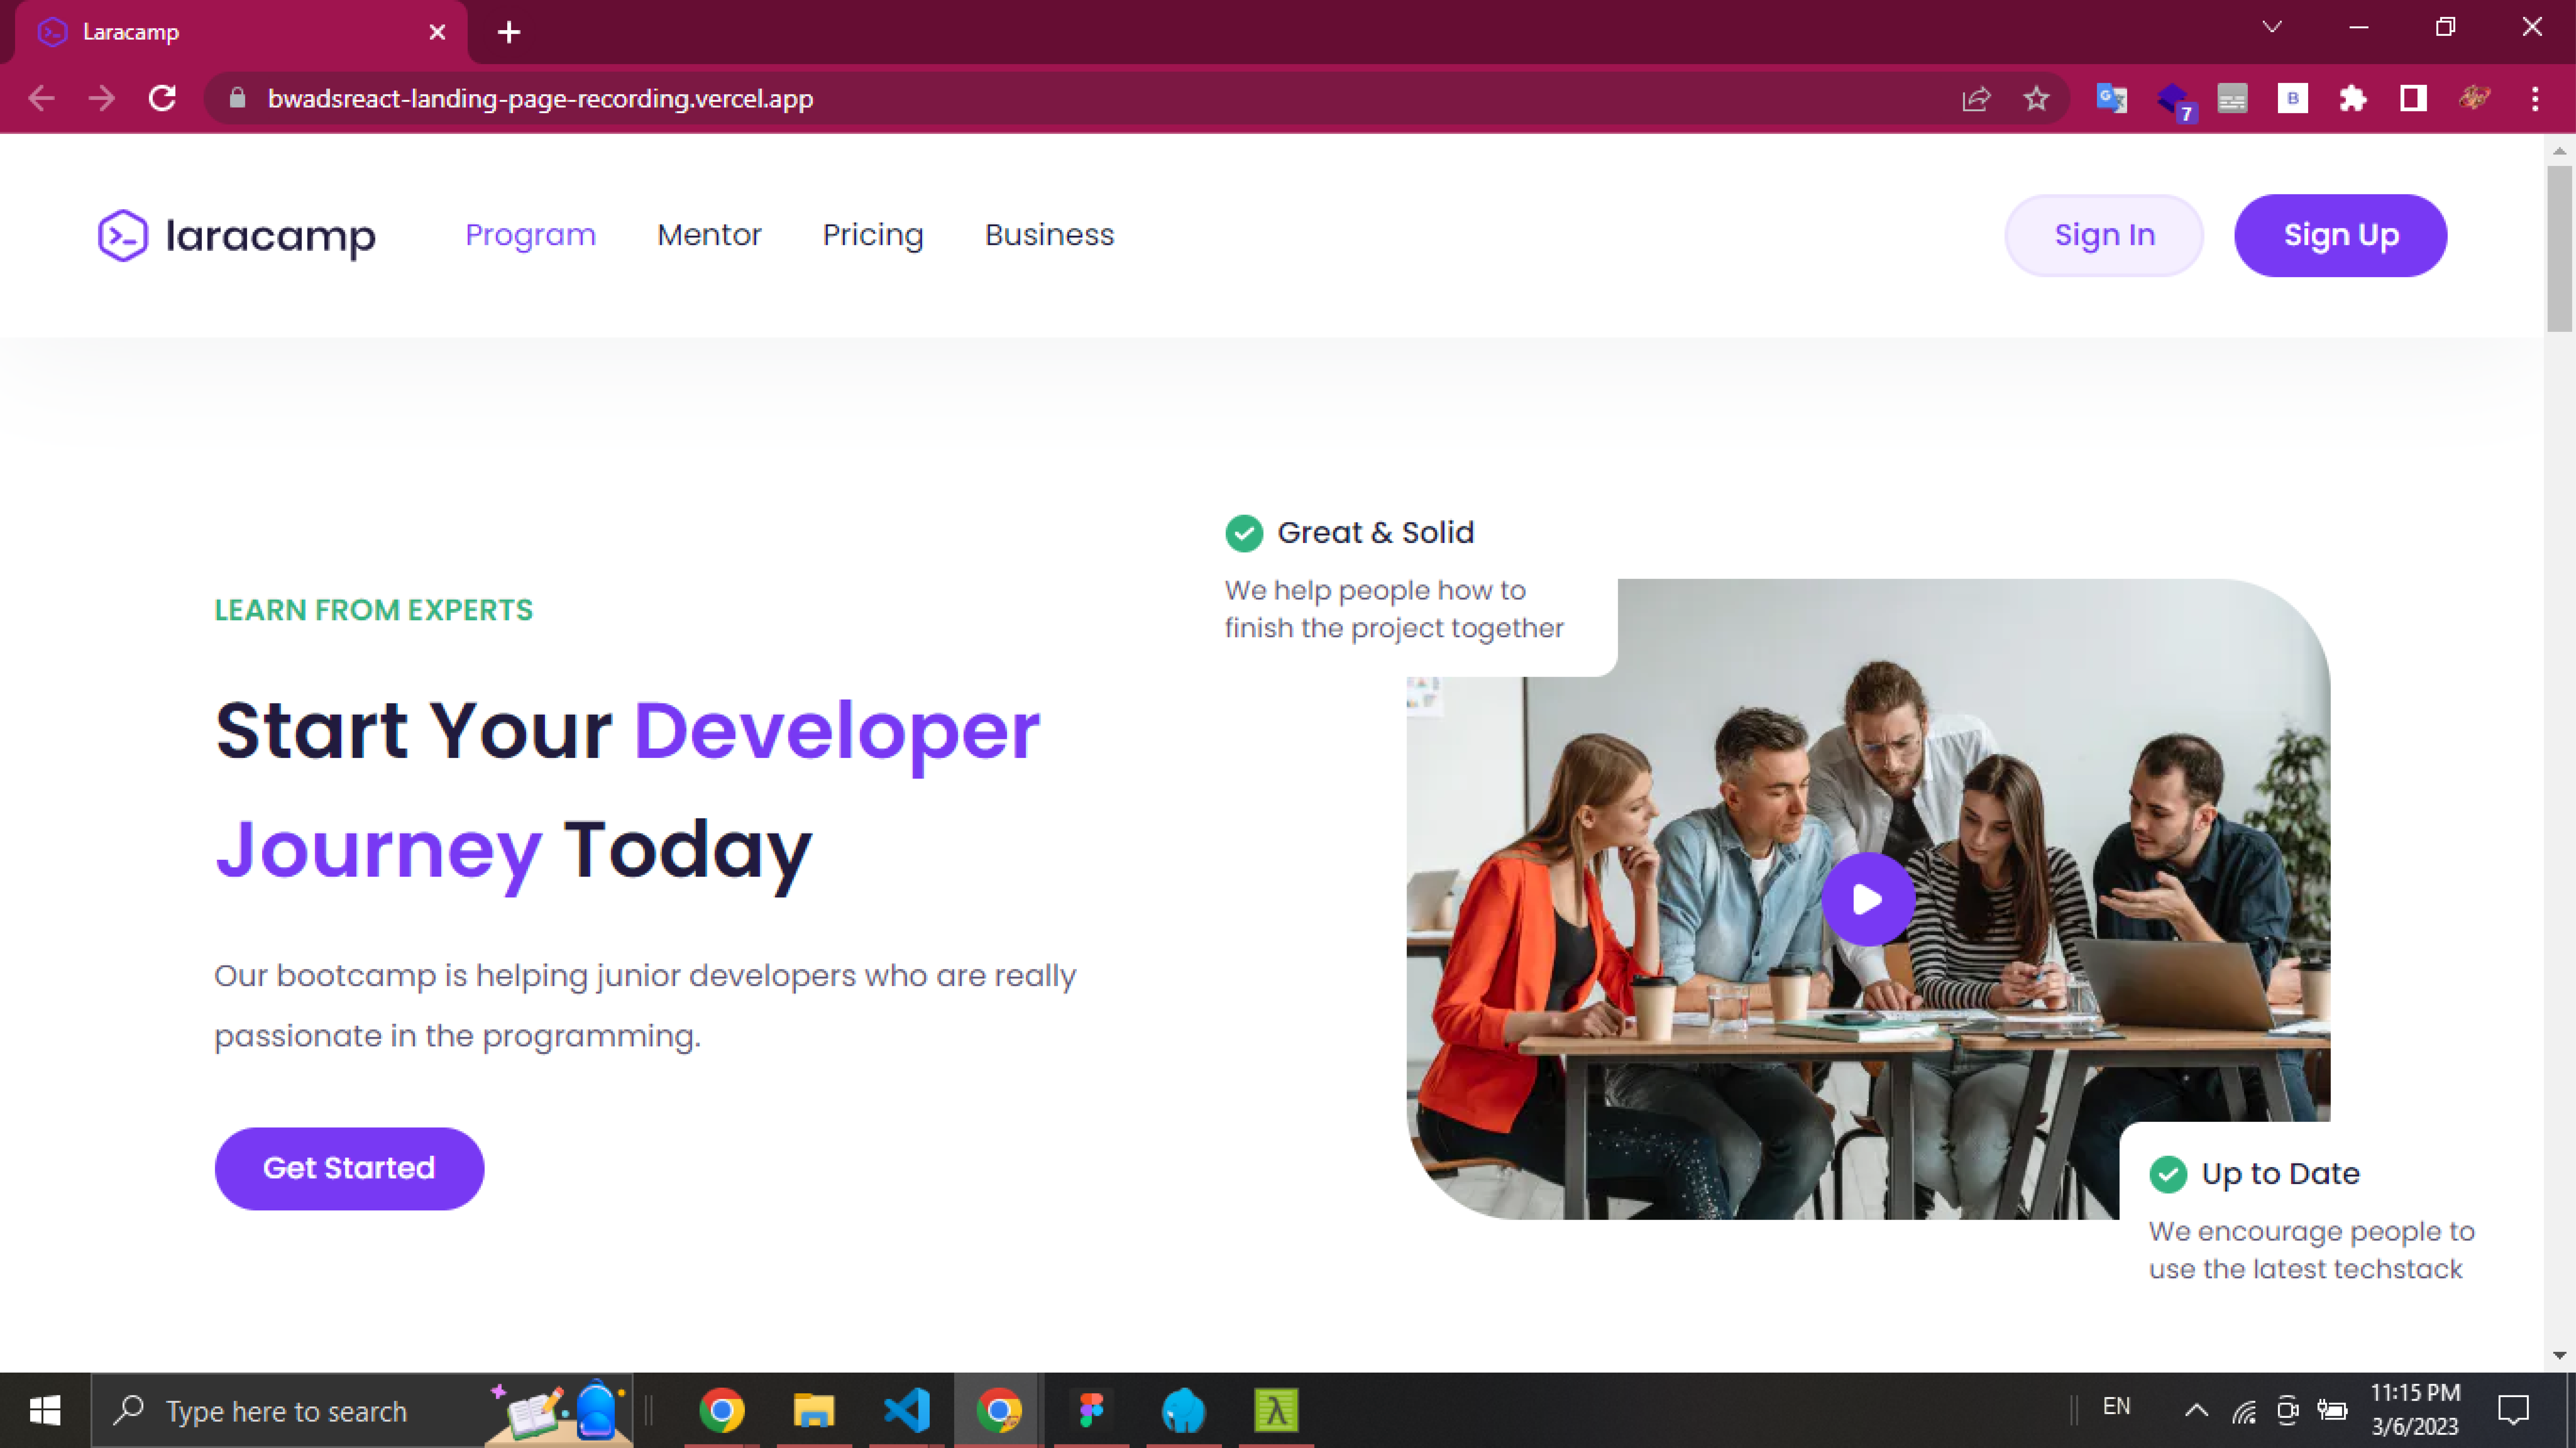 Laracamp
bwadsreact-landing-page-recording.vercel.app
7
B
laracamp
Program
Mentor
Pricing
Business
Sign In
Sign Up
Great & Solid
We help people how to
finish the project together
LEARN FROM EXPERTS
Start Your Developer
Journey Today
Our bootcamp is helping junior developers who are really
passionate in the programming.
Get Started
Up to Date
We encourage people to
use the latest techstack
Type here to search
EN
11:15 PM
3/6/2023